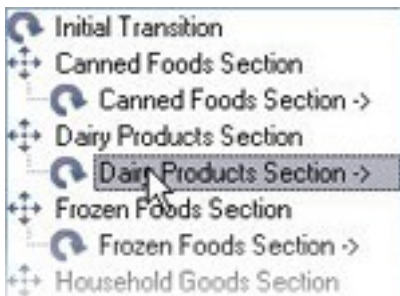 Initial Transition
Canned Foods Section
Canned Foods Section ->
Dairy Products Section
Dairy Products Section ->
Frozen Foods Section
Frozen Foods Section ->
Household Goods Section